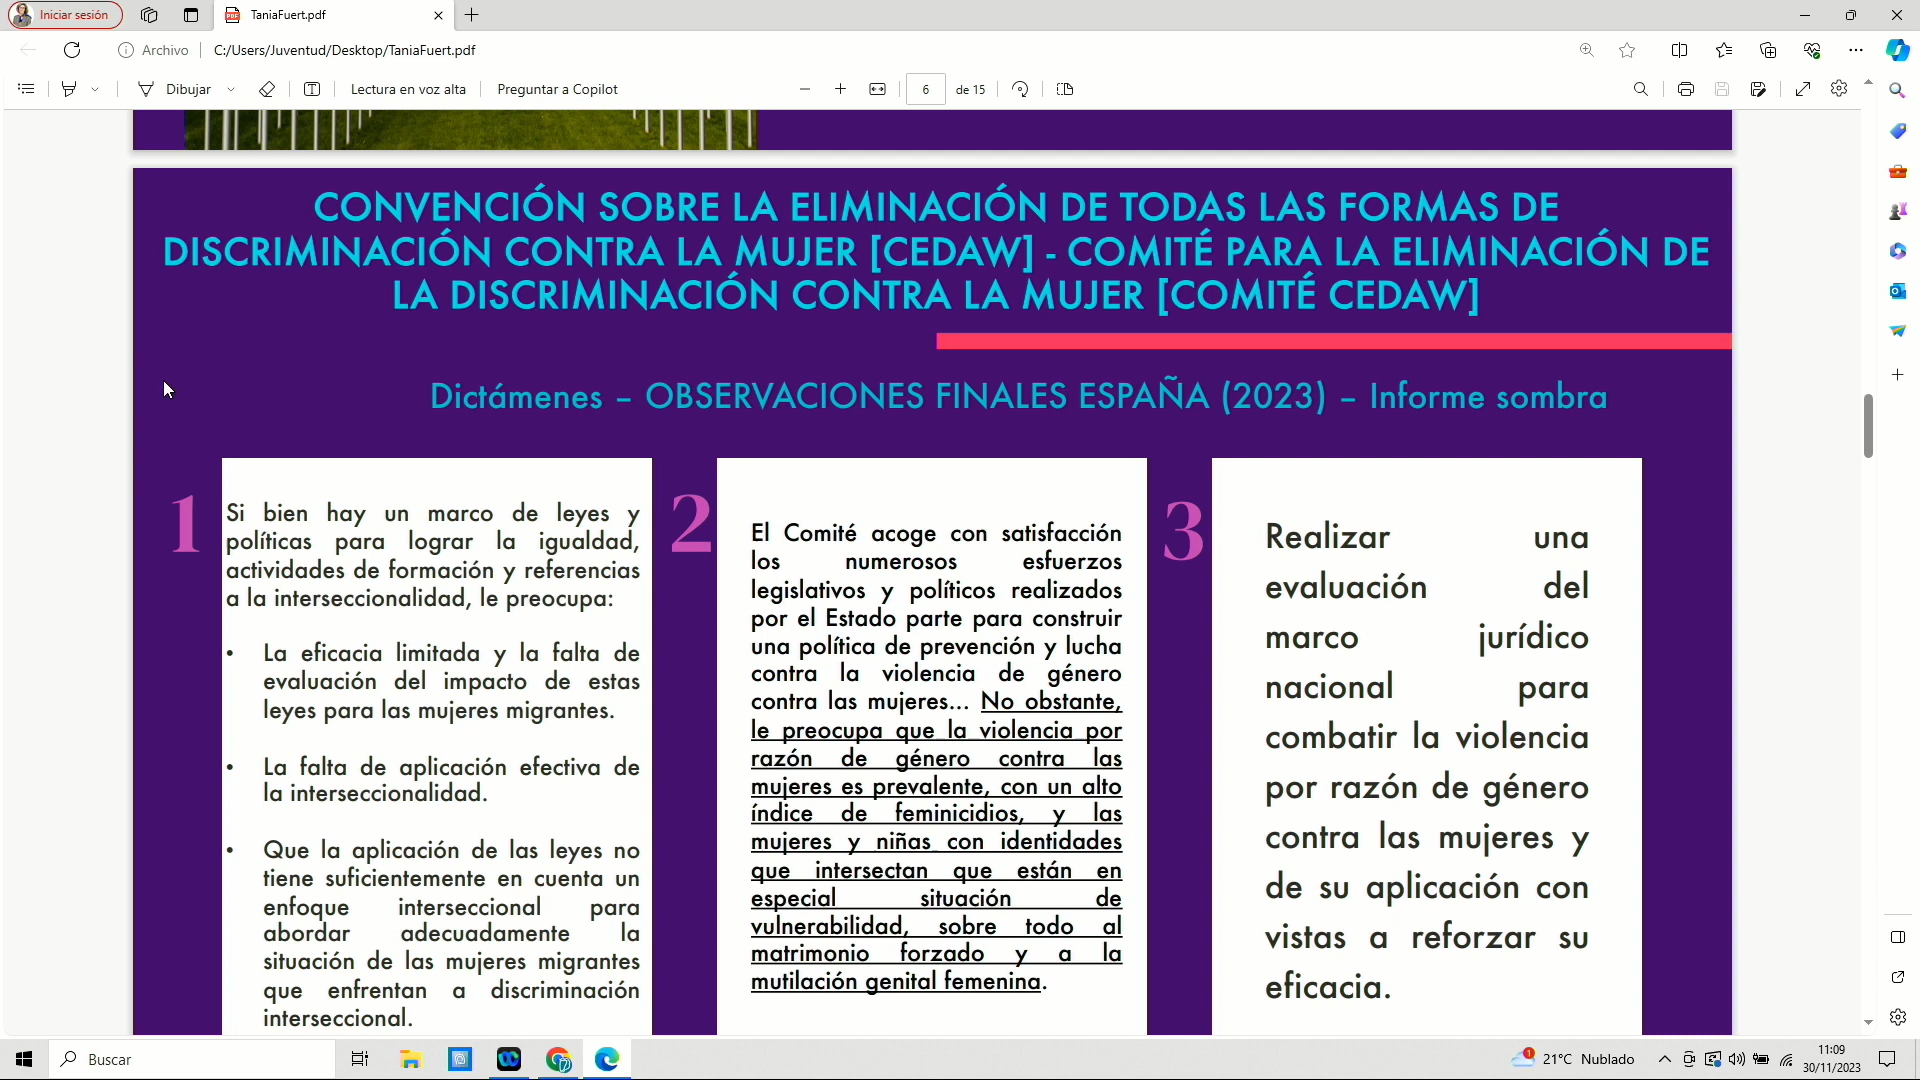 Iniciar sesión
TaniaFuert.pdf
Archivo
C:/Users/Juventud/Desktop/TaniaFuert.pdf
Dibujar
Lectura en voz alta
Preguntar a Copilot
6
de 15
CONVENCIÓN SOBRE LA ELIMINACIÓN DE TODAS LAS FORMAS DE
DISCRIMINACIÓN CONTRA LA MUJER [CEDAW] - COMITÉ PARA LA ELIMINACIÓN DE
LA DISCRIMINACIÓN CONTRA LA MUJER [COMITÉ CEDAW]
Dictámenes – OBSERVACIONES FINALES ESPAÑA (2023) – Informe sombra
1
Si bien hay un marco de leyes y
políticas para lograr la igualdad,
actividades de formación y referencias
a la interseccionalidad, le preocupa:
• La eficacia limitada y la falta de
evaluación del impacto de estas
leyes para las mujeres migrantes.
• La falta de aplicación efectiva de
la interseccionalidad.
• Que la aplicación de las leyes no
tiene suficientemente en cuenta un
enfoque interseccional para
abordar adecuadamente la
situación de las mujeres migrantes
que enfrentan a discriminación
interseccional.
2
El Comité acoge con satisfacción
los numerosos esfuerzos
legislativos y políticos realizados
por el Estado parte para construir
una política de prevención y lucha
contra la violencia de género
contra las mujeres... No obstante,
le preocupa que la violencia por
razón de género contra las
mujeres es prevalente, con un alto
índice de feminicidios, y las
mujeres y niñas con identidades
que intersectan que están en
especial situación de
vulnerabilidad, sobre todo al
matrimonio forzado y a la
mutilación genital femenina.
3
Realizar una
evaluación del
marco jurídico
nacional para
combatir la violencia
por razón de género
contra las mujeres y
de su aplicación con
vistas a reforzar su
eficacia.
Buscar
1
21°C Nublado
11:09
30/11/2023